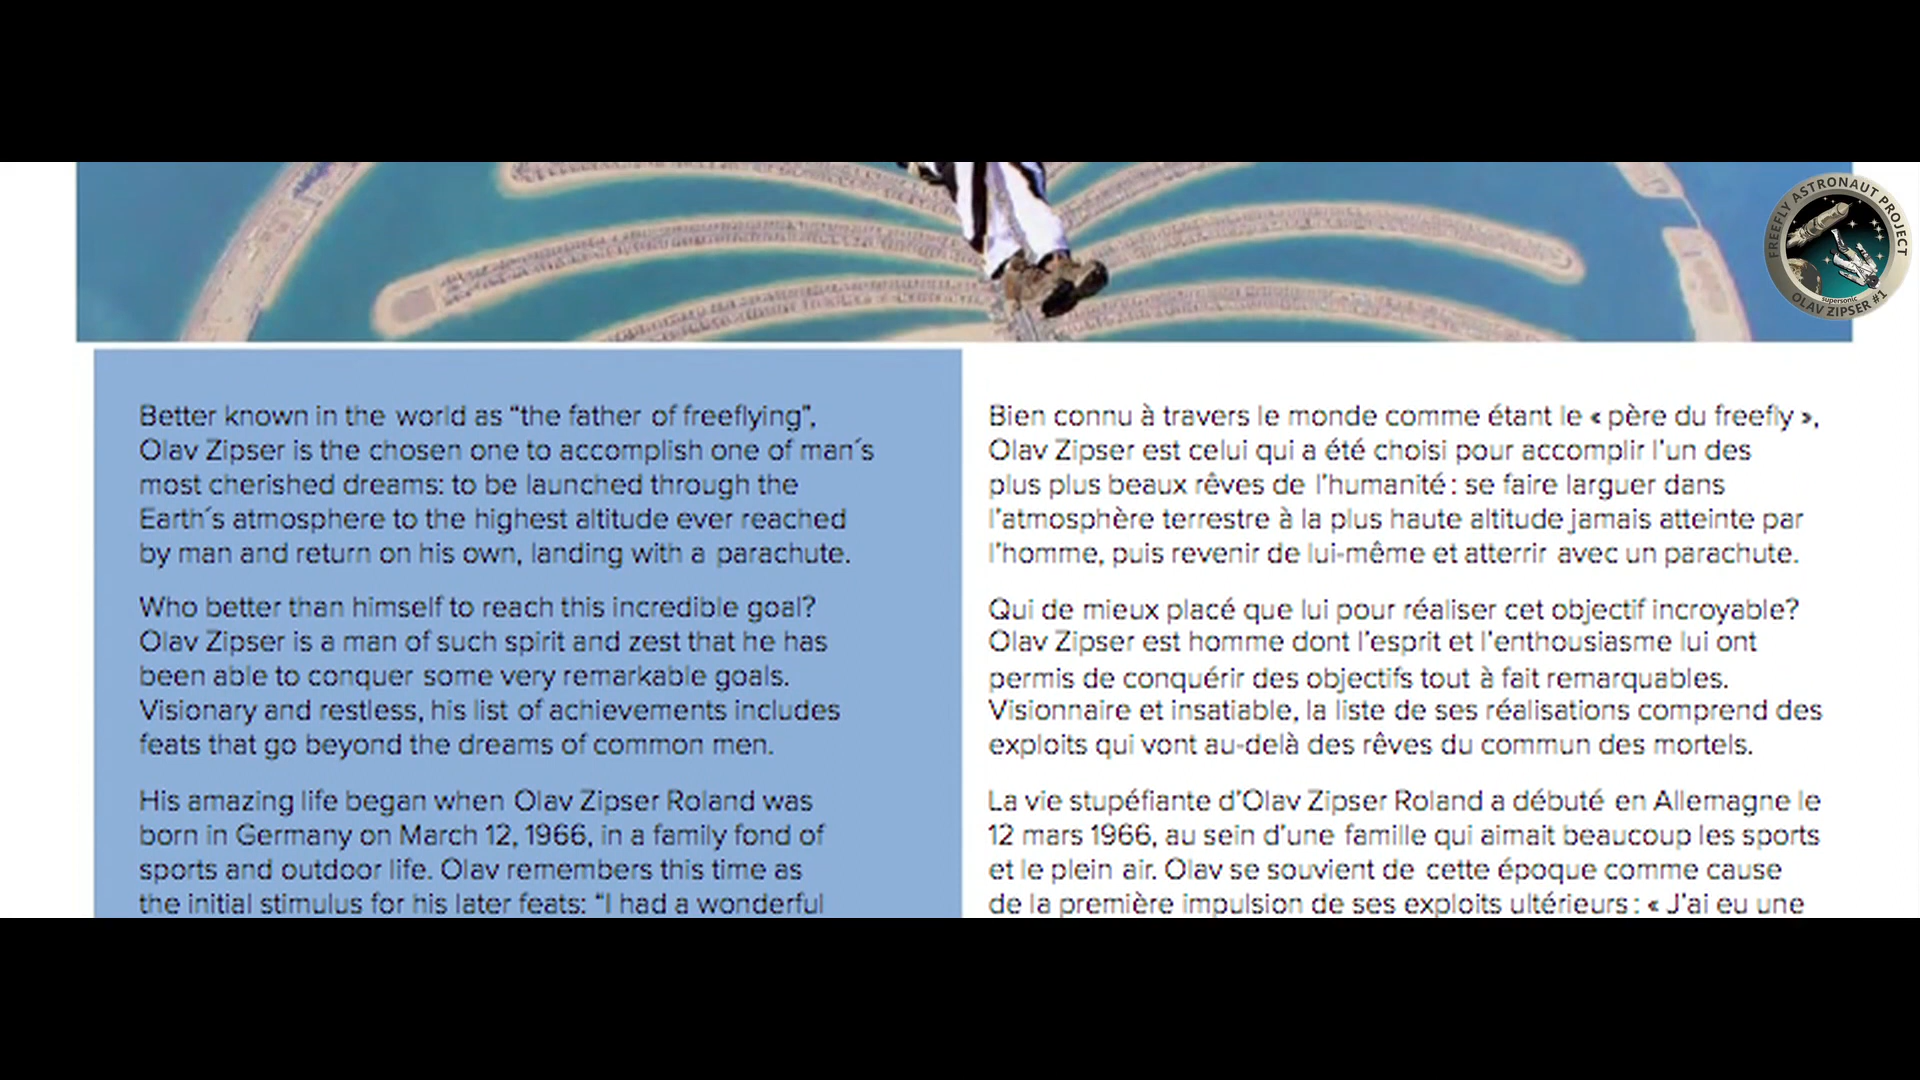 FREEFLY ASTRONAUT PROJECT
supersonic
OLAV ZIPSER #1
Better known in the world as “the father of freeflying”,
Olav Zipser is the chosen one to accomplish one of man´s
most cherished dreams: to be launched through the
Earth´s atmosphere to the highest altitude ever reached
by man and return on his own, landing with a parachute.
Who better than himself to reach this incredible goal?
Olav Zipser is a man of such spirit and zest that he has
been able to conquer some very remarkable goals.
Visionary and restless, his list of achievements includes
feats that go beyond the dreams of common men.
His amazing life began when Olav Zipser Roland was
born in Germany on March 12, 1966, in a family fond of
sports and outdoor life. Olav remembers this time as
the initial stimulus for his later feats: “I had a wonderful
Bien connu à travers le monde comme étant le « père du freefly »,
Olav Zipser est celui qui a été choisi pour accomplir l’un des
plus plus beaux rêves de l’humanité : se faire larguer dans
l’atmosphère terrestre à la plus haute altitude jamais atteinte par
l’homme, puis revenir de lui-même et atterrir avec un parachute.
Qui de mieux placé que lui pour réaliser cet objectif incroyable?
Olav Zipser est homme dont l’esprit et l’enthousiasme lui ont
permis de conquérir des objectifs tout à fait remarquables.
Visionnaire et insatiable, la liste de ses réalisations comprend des
exploits qui vont au-delà des rêves du commun des mortels.
La vie stupéfiante d’Olav Zipser Roland a débuté en Allemagne le
12 mars 1966, au sein d’une famille qui aimait beaucoup les sports
et le plein air. Olav se souvient de cette époque comme cause
de la première impulsion de ses exploits ultérieurs : « J’ai eu une